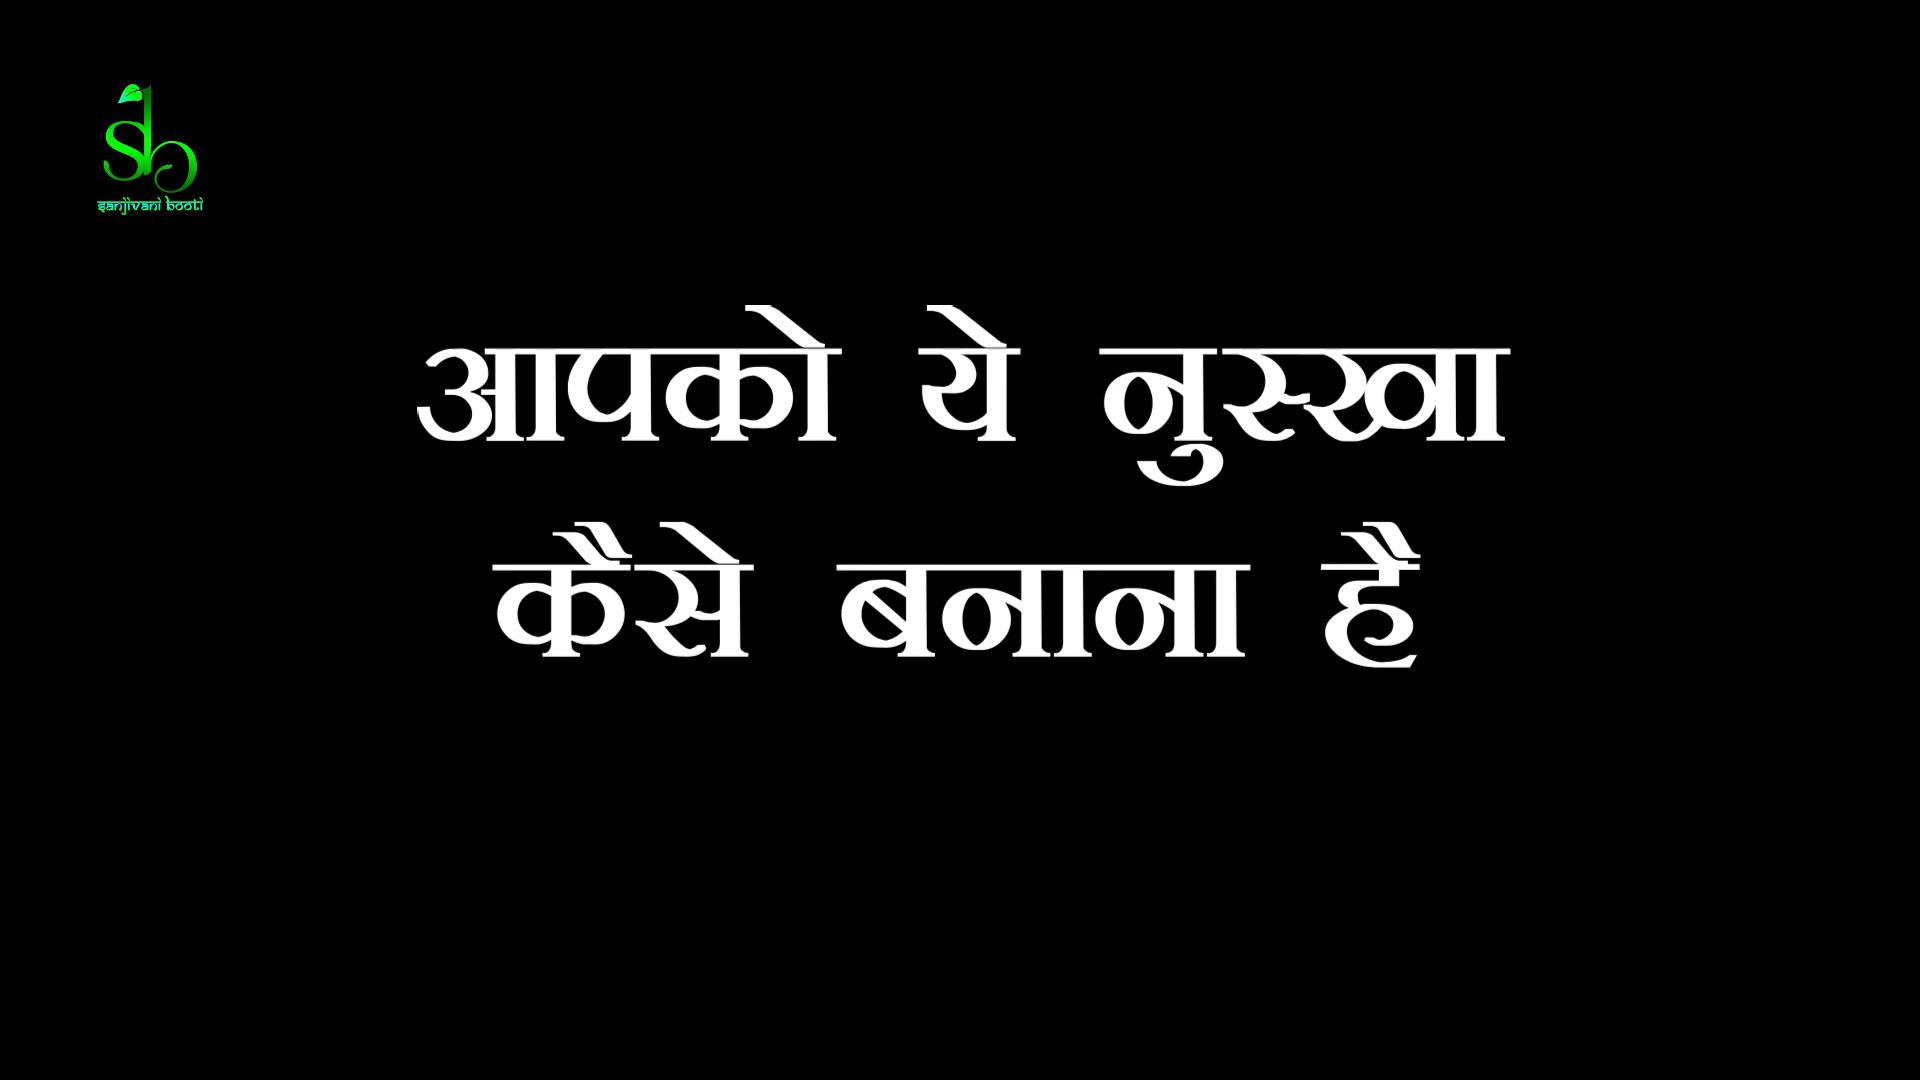 sanjivani booti
आपको ये नुस्खा
कैसे बनाना है